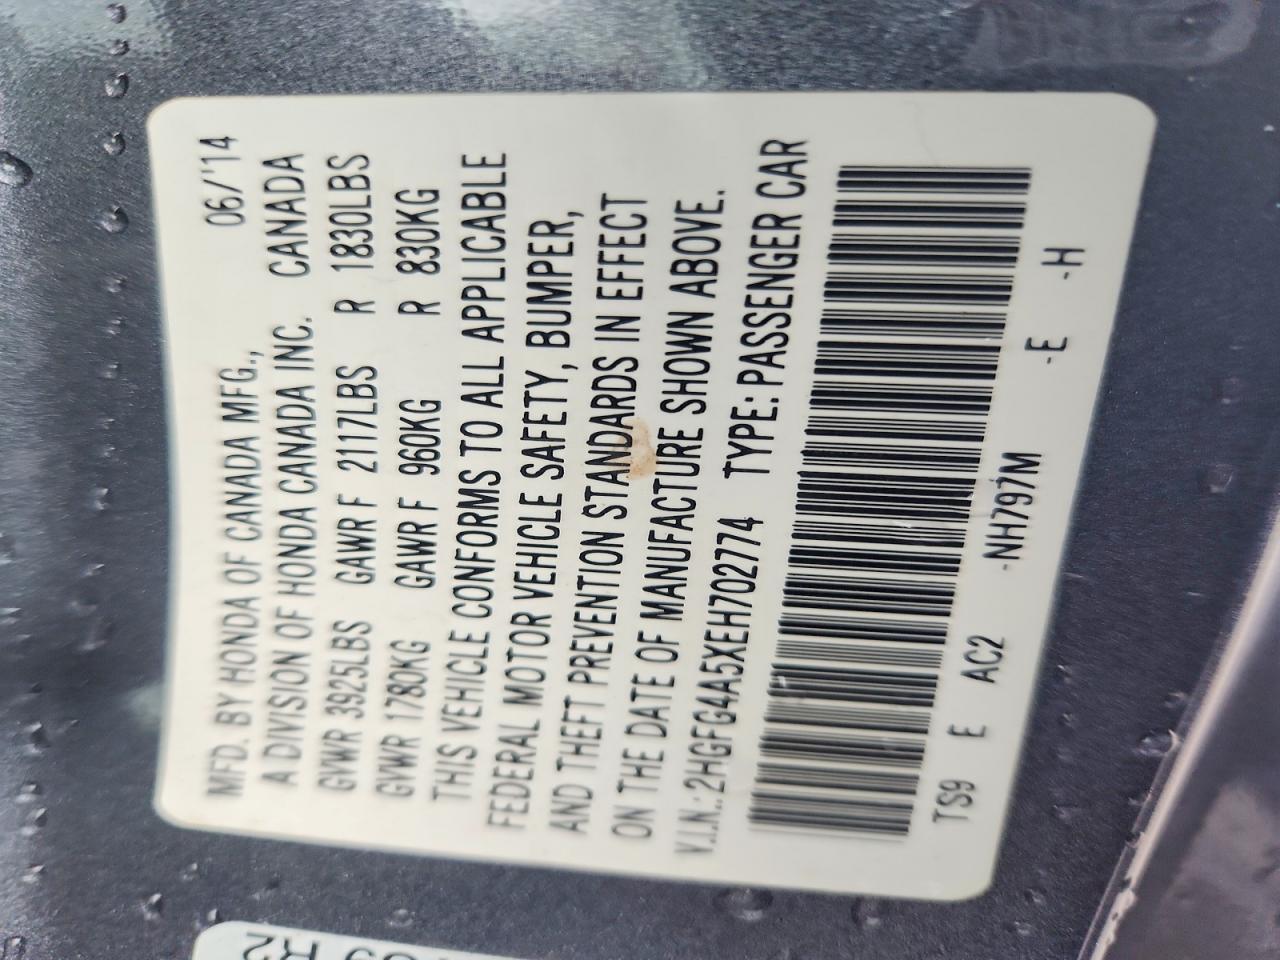 MFD. BY HONDA OF CANADA MFG., 06/'14
A DIVISION OF HONDA CANADA INC. CANADA
GVWR 3925LBS GAWR F 2117LBS R 1830LBS
GVWR 1780KG GAWR F 960KG R 830KG
THIS VEHICLE CONFORMS TO ALL APPLICABLE
FEDERAL MOTOR VEHICLE SAFETY, BUMPER,
AND THEFT PREVENTION STANDARDS IN EFFECT
ON THE DATE OF MANUFACTURE SHOWN ABOVE.
V.I.N.:2HGFG4A5XEH702774 TYPE:PASSENGER CAR
TS9 E AC2 -NH797M -E -H